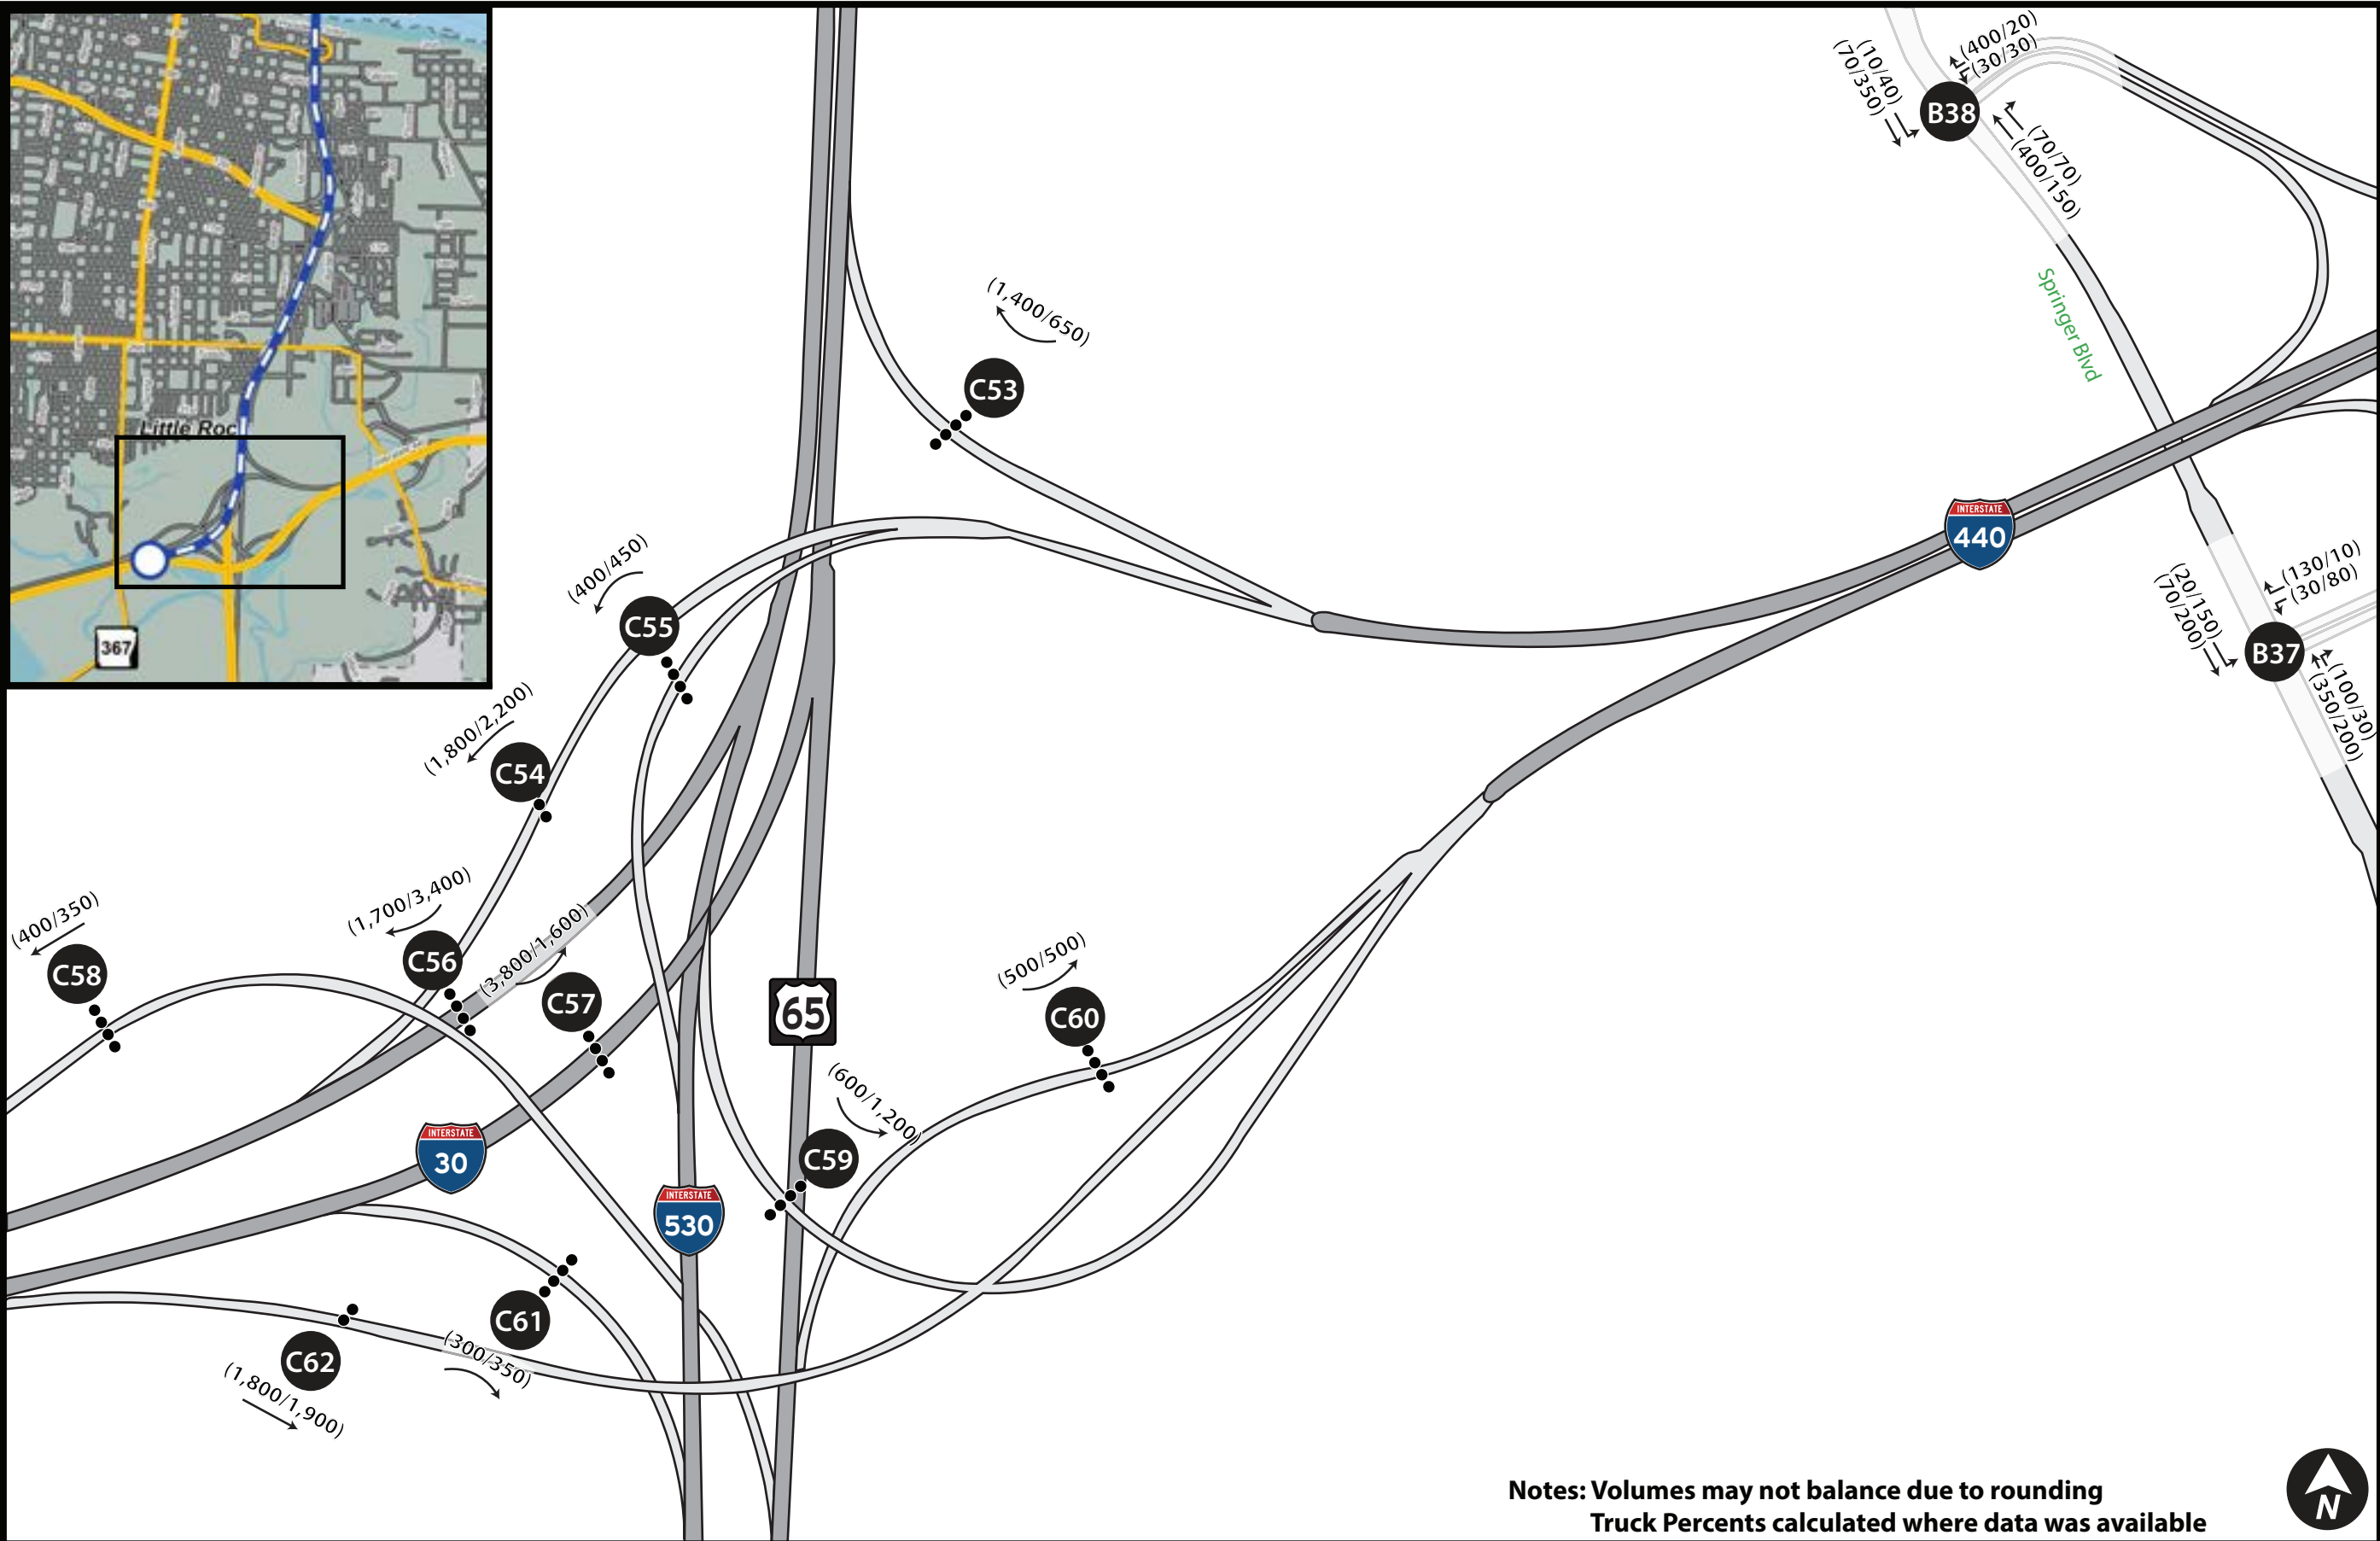 Little Roc
367
(10/40)
(70/350)
(400/20)
(30/30)
B38
(70/70)
(400/150)
Springer Blvd
(1,400/650)
C53
INTERSTATE
440
(400/450)
C55
(130/10)
(30/80)
(20/150)
(70/200)
B37
(100/30)
(350/200)
(1,800/2,200)
C54
(1,700/3,400)
C56
(400/350)
C58
(3,800/1,600)
C57
65
(500/500)
C60
(600/1,200)
C59
INTERSTATE
30
INTERSTATE
530
C61
C62
(300/350)
(1,800/1,900)
Notes: Volumes may not balance due to rounding
Truck Percents calculated where data was available
N